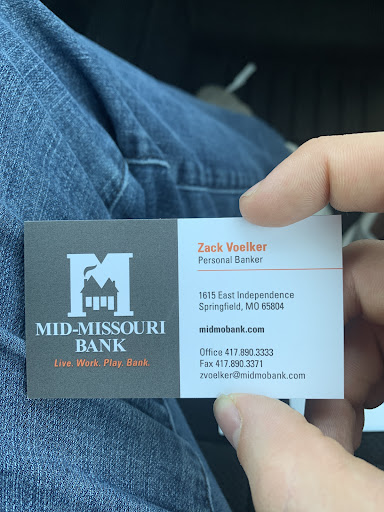 M
MID-MISSOURI
BANK
Live. Work. Play. Bank.
Zack Voelker
Personal Banker
1615 East Independence
Springfield, MO 65804
midmobank.com
Office 417.890.3333
Fax 417.890.3371
zvoelker@midmobank.com